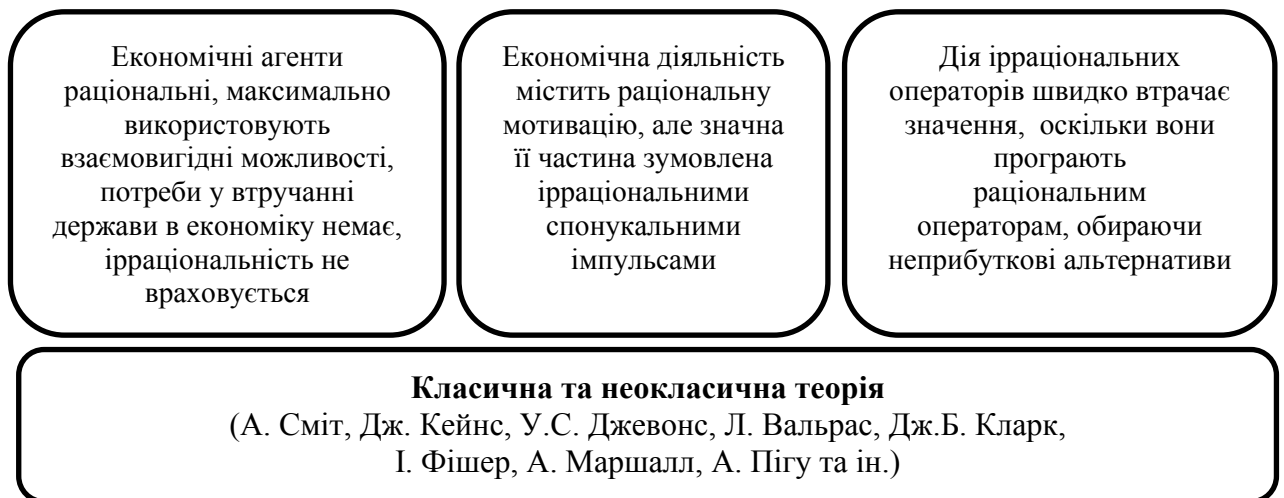 Економічні агенти
раціональні, максимально
використовують
взаємовигідні можливості,
потреби у втручанні
держави в економіку немає,
ірраціональність не
враховується
Економічна діяльність
містить раціональну
мотивацію, але значна
її частина зумовлена
ірраціональними
спонукальними
імпульсами
Дія ірраціональних
операторів швидко втрачає
значення, оскільки вони
програють
раціональним
операторам, обираючи
неприбуткові альтернативи
Класична та неокласична теорія
(А. Сміт, Дж. Кейнс, У.С. Джевонс, Л. Вальрас, Дж.Б. Кларк,
І. Фішер, А. Маршалл, А. Пігу та ін.)